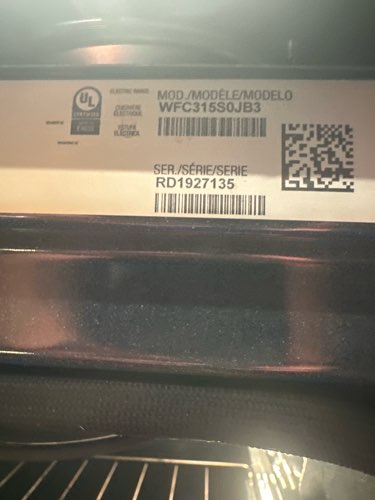 UL
ELECTRIC RANGE
CUISINIÈRE
ÉLECTRIQUE
ESTUFA
ELÉCTRICA
MOD./MODÈLE/MODELO
WFC315S0JB3
SER./SÉRIE/SERIE
RD1927135